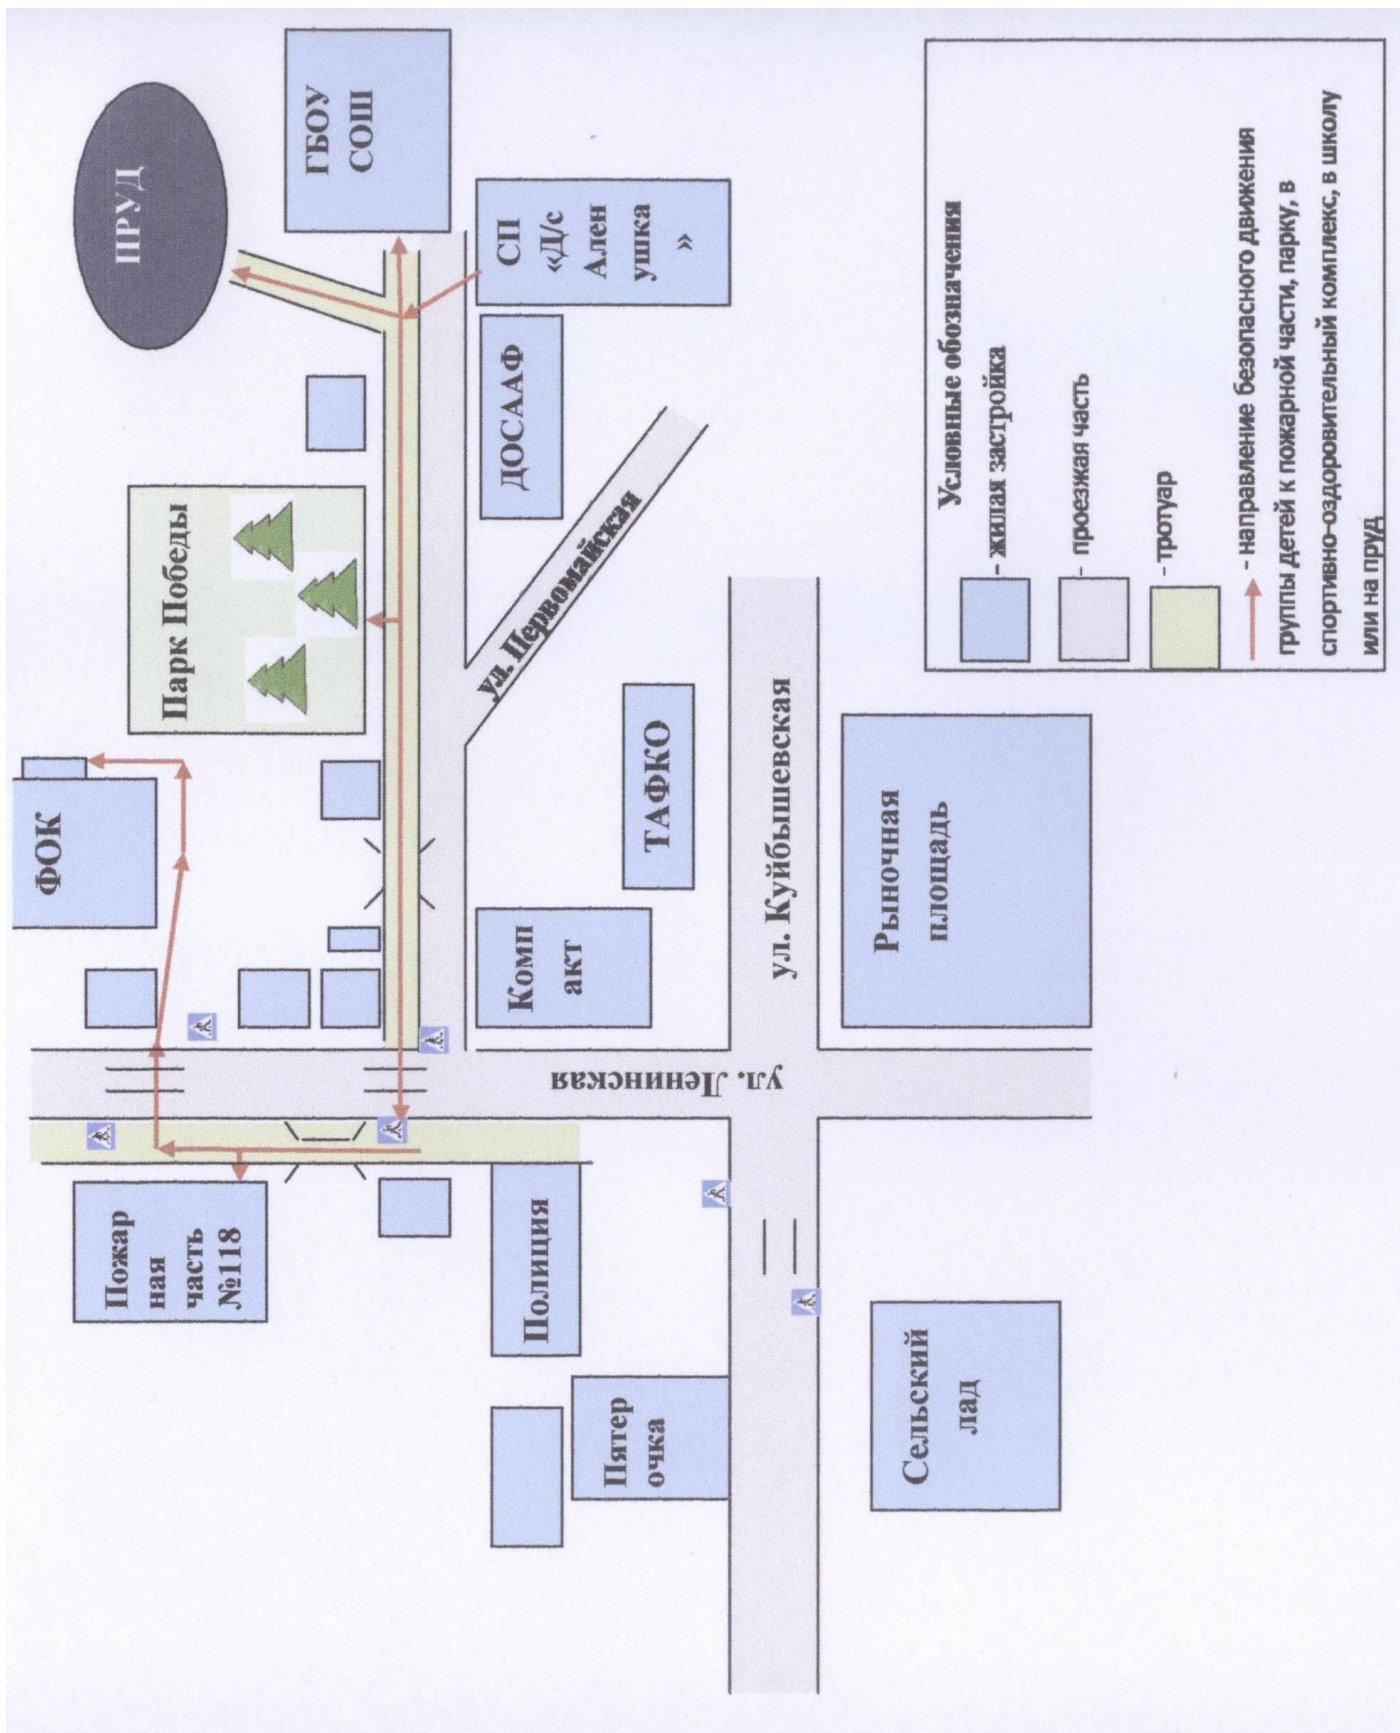 Пожар
ная
часть
№118
ФОК
Парк Победы
ПРУД
ГБОУ
СОШ
Полиция
Комп
акт
ТАФКО
ул. Первомайская
ДОСААФ
СП
«Д/с
Ален
ушка
»
Пятер
очка
ул. Ленинская
ул. Куйбышевская
Сельский
лад
Рыночная
площадь
Условные обозначения
- жилая застройка
- проезжая часть
- тротуар
- направление безопасного движения
группы детей к пожарной части, парку, в
спортивно-оздоровительный комплекс, в школу
или на пруд